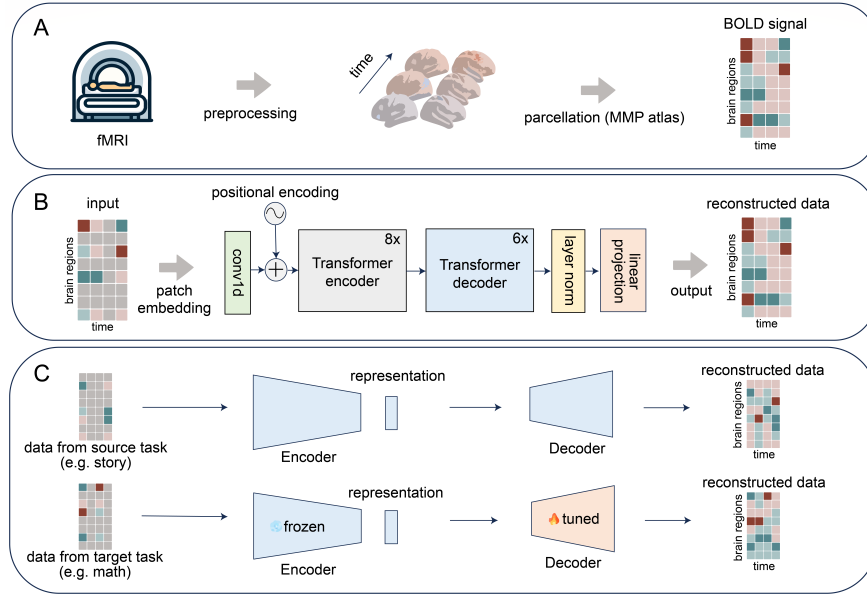 A
fMRI
preprocessing
time
parcellation (MMP atlas)
BOLD signal
brain regions
time
B
input
brain regions
time
patch
embedding
positional encoding
conv1d
8x
Transformer
encoder
6x
Transformer
decoder
layer norm
linear
projection
output
reconstructed data
brain regions
time
C
data from source task
(e.g. story)
Encoder
representation
Decoder
reconstructed data
brain regions
time
data from target task
(e.g. math)
frozen
Encoder
representation
tuned
Decoder
reconstructed data
brain regions
time